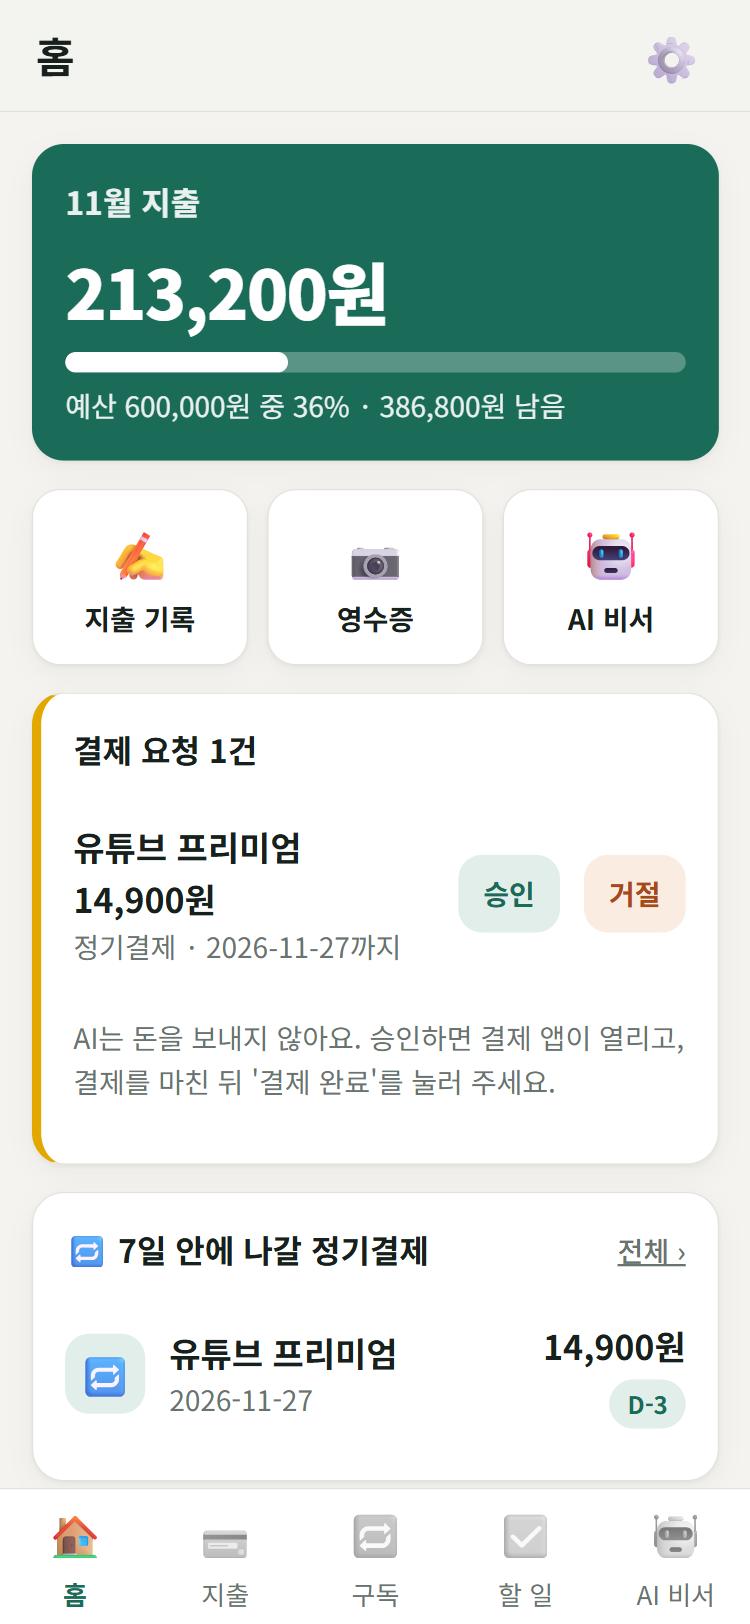 홈
11월 지출
213,200원
예산 600,000원 중 36% · 386,800원 남음
지출 기록
영수증
AI 비서
결제 요청 1건
유튜브 프리미엄
14,900원
정기결제 · 2026-11-27까지
승인
거절
AI는 돈을 보내지 않아요. 승인하면 결제 앱이 열리고,
결제를 마친 뒤 '결제 완료'를 눌러 주세요.
7일 안에 나갈 정기결제
전체 ›
유튜브 프리미엄
2026-11-27
14,900원
D-3
홈
지출
구독
할 일
AI 비서